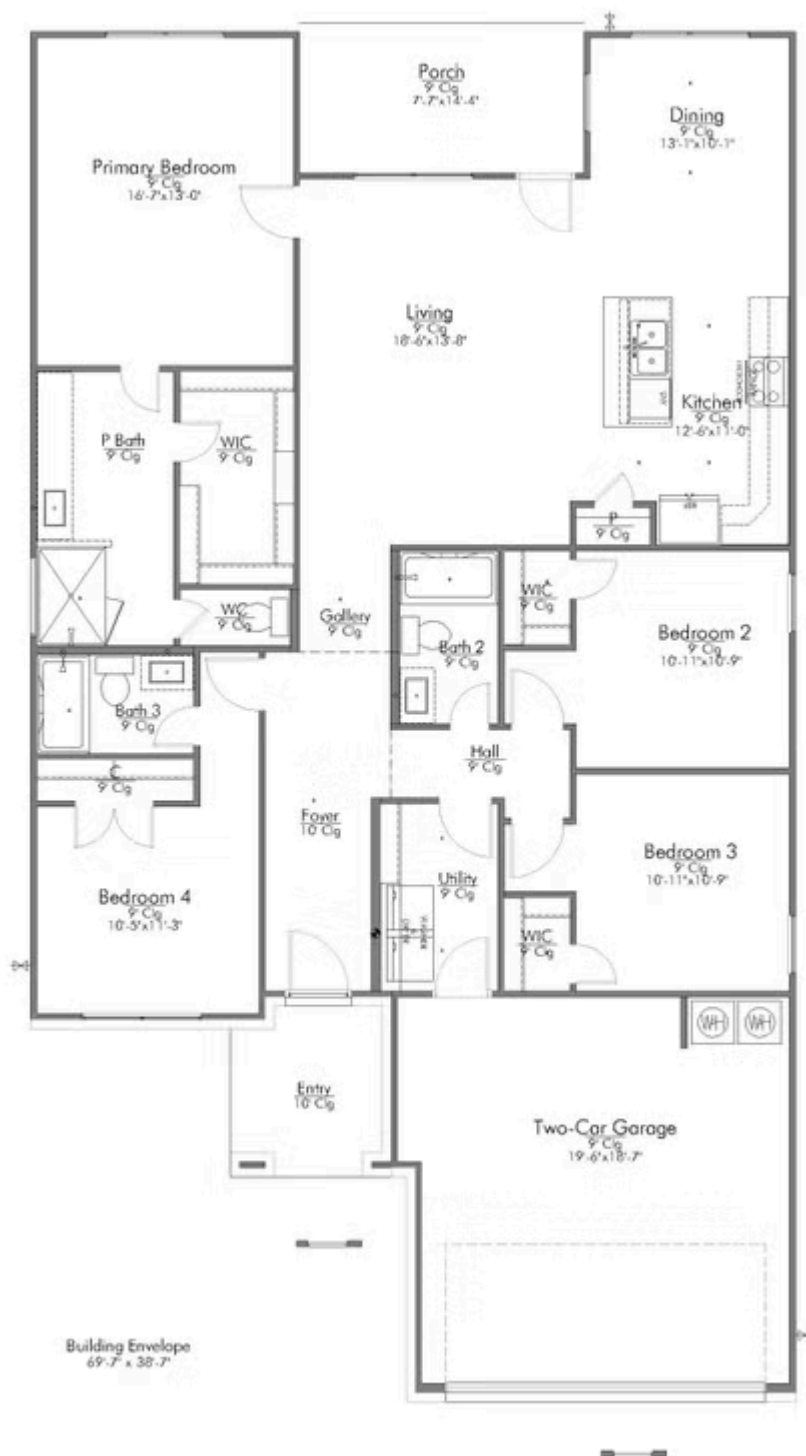 Porch
9' Clg
7'-7"x14'-4"
Dining
9' Clg
13'-1"x10'-1"
Primary Bedroom
9' Clg
16'-7"x13'-0"
Living
9' Clg
18'-6"x13'-8"
Kitchen
9' Clg
12'-6"x11'-0"
P Bath
9' Clg
WIC
9' Clg
P
9' Clg
REF
WC
9' Clg
Gallery
9' Clg
Bath 2
9' Clg
WIC
9' Clg
Bedroom 2
9' Clg
10'-11"x10'-9"
Bath 3
9' Clg
Hall
9' Clg
C
9' Clg
Foyer
10' Clg
Bedroom 3
9' Clg
10'-11"x10'-9"
Utility
9' Clg
Bedroom 4
9' Clg
10'-5"x11'-3"
WASHER
WIC
9' Clg
WH
WH
Entry
10' Clg
Two-Car Garage
9' Clg
19'-6"x18'-7"
Building Envelope
69'-7" x 38'-7"